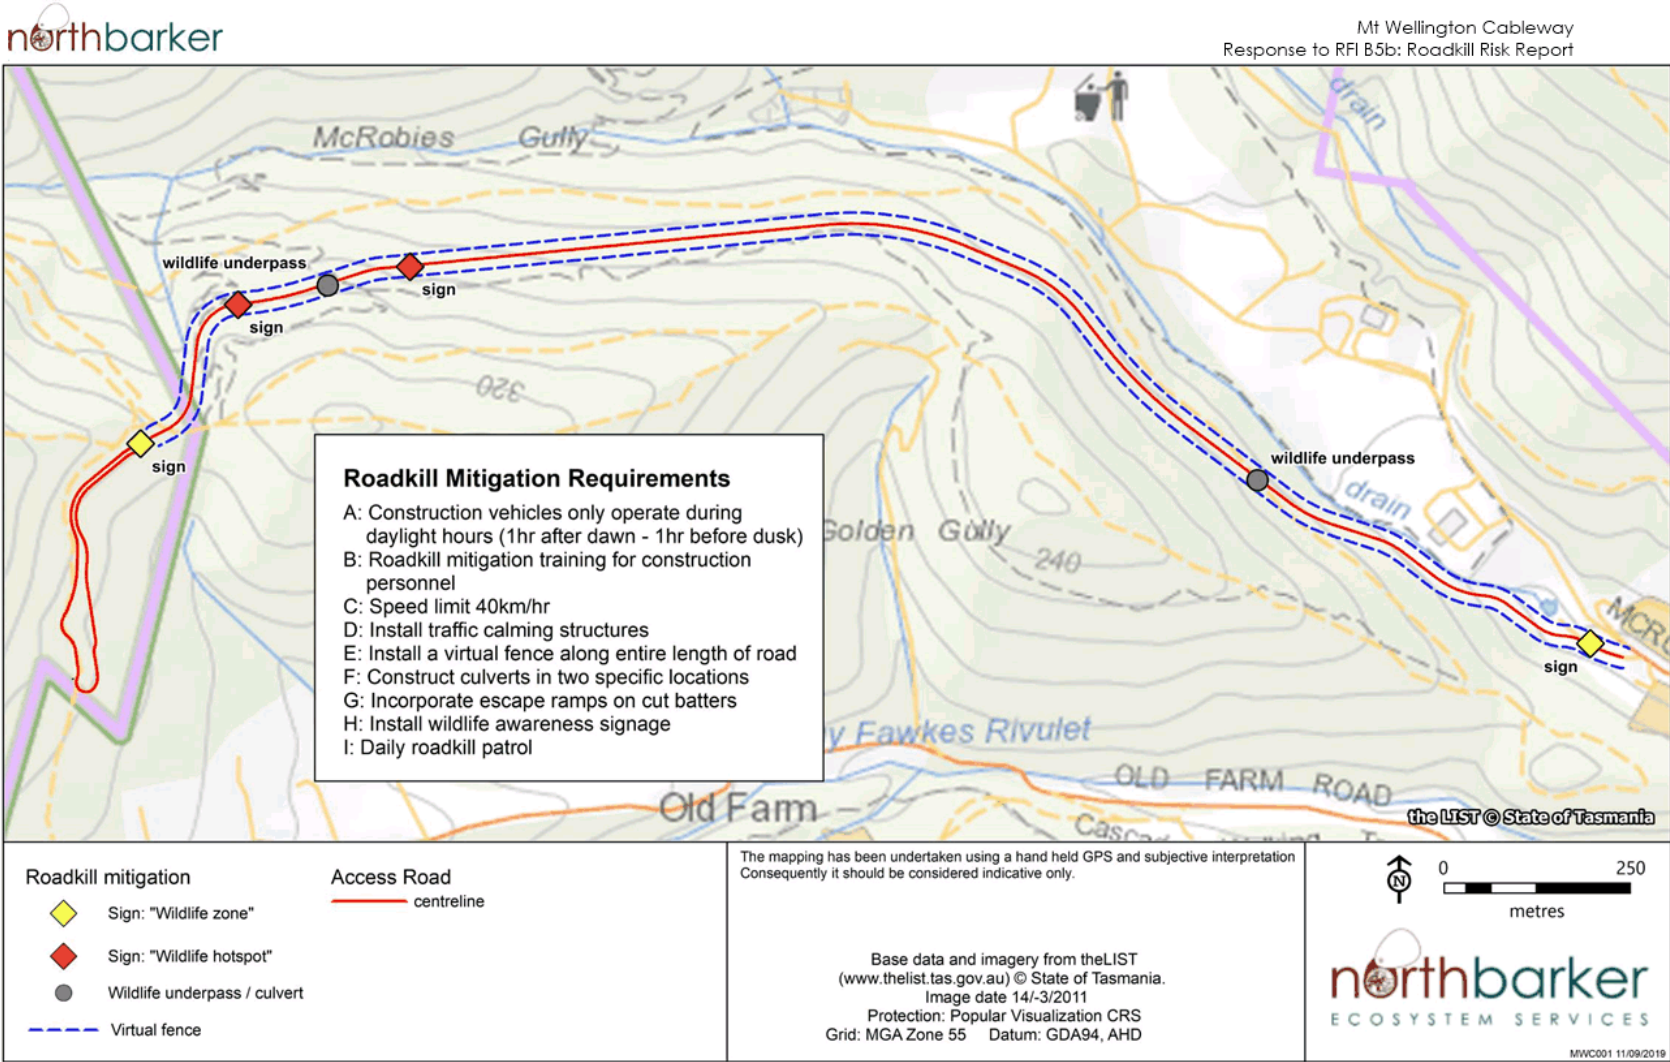 northbarker
Mt Wellington Cableway
Response to RFI B5b: Roadkill Risk Report
drain
McRobies Gully
wildlife underpass
sign
sign
320
sign
wildlife underpass
drain
Golden Gully
240
McR
sign
Roadkill Mitigation Requirements
A: Construction vehicles only operate during
daylight hours (1hr after dawn - 1hr before dusk)
B: Roadkill mitigation training for construction
personnel
C: Speed limit 40km/hr
D: Install traffic calming structures
E: Install a virtual fence along entire length of road
F: Construct culverts in two specific locations
G: Incorporate escape ramps on cut batters
H: Install wildlife awareness signage
I: Daily roadkill patrol
y Fawkes Rivulet
OLD FARM ROAD
Old Farm
the LIST © State of Tasmania
Roadkill mitigation
Sign: "Wildlife zone"
Sign: "Wildlife hotspot"
Wildlife underpass / culvert
Virtual fence
Access Road
centreline
The mapping has been undertaken using a hand held GPS and subjective interpretation
Consequently it should be considered indicative only.
Base data and imagery from theLIST
(www.thelist.tas.gov.au) © State of Tasmania.
Image date 14/-3/2011
Protection: Popular Visualization CRS
Grid: MGA Zone 55 Datum: GDA94, AHD
N
0 250
metres
northbarker
ECOSYSTEM SERVICES
MWC001 11/09/2019